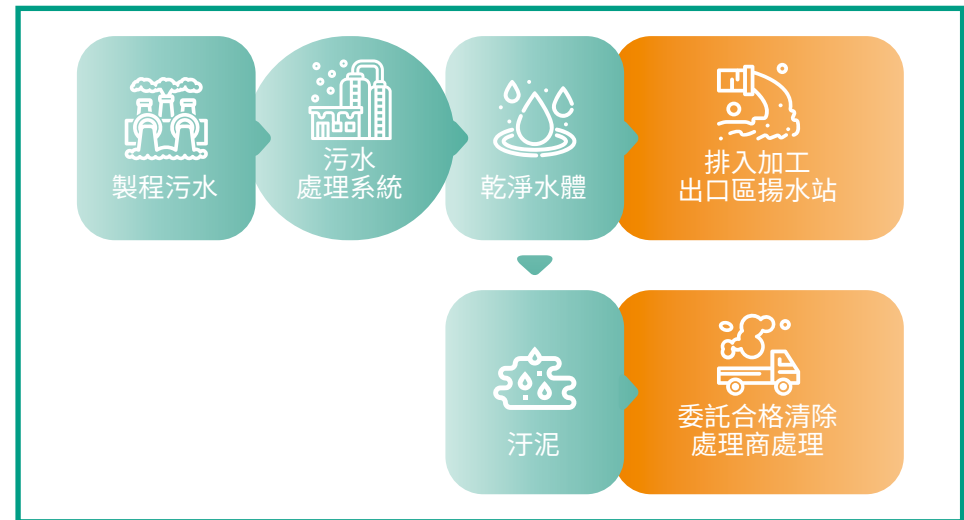 製程污水
污水
處理系統
乾淨水體
排入加工
出口區揚水站
汙泥
委託合格清除
處理商處理